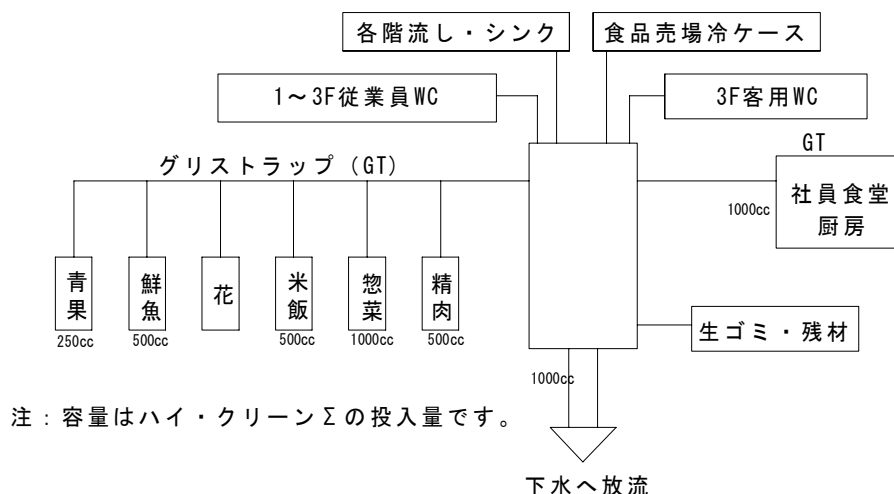 各階流し・シンク
食品売場冷ケース
1～3F従業員WC
3F客用WC
GT
グリストラップ（GT）
社員食堂
厨房
1000cc
青果
鮮魚
花
米飯
惣菜
精肉
250cc
500cc
500cc
1000cc
500cc
生ゴミ・残材
1000cc
注：容量はハイ・クリーンΣの投入量です。
下水へ放流